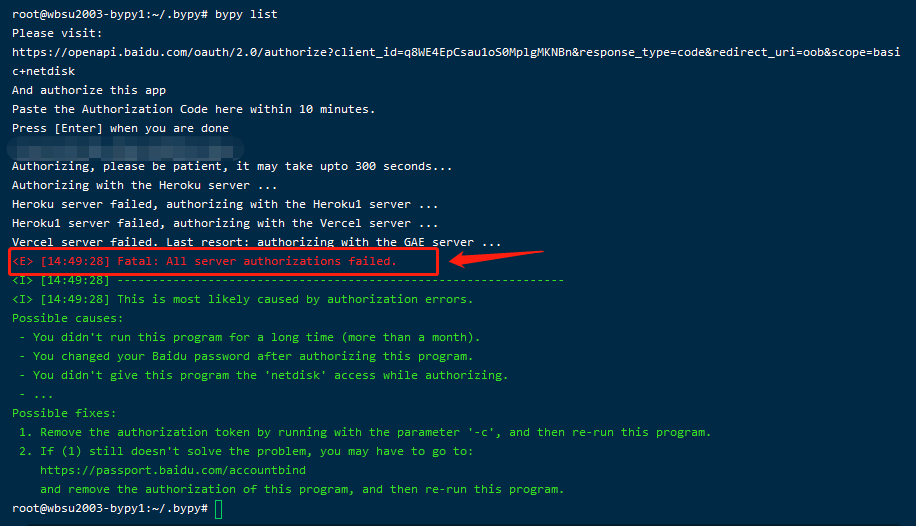 root@wbsu2003-bypy1:~/.bypy# bypy list
Please visit:
https://openapi.baidu.com/oauth/2.0/authorize?client_id=q8WE4EpCsau1oS0MplgMKNBn&response_type=code&redirect_uri=oob&scope=basi
c+netdisk
And authorize this app
Paste the Authorization Code here within 10 minutes.
Press [Enter] when you are done
Authorizing, please be patient, it may take upto 300 seconds...
Authorizing with the Heroku server ...
Heroku server failed, authorizing with the Heroku1 server ...
Heroku1 server failed, authorizing with the Vercel server ...
Vercel server failed. Last resort: authorizing with the GAE server ...
<E> [14:49:28] Fatal: All server authorizations failed.
<I> [14:49:28] ----------------------------------------------------------------
<I> [14:49:28] This is most likely caused by authorization errors.
Possible causes:
 - You didn't run this program for a long time (more than a month).
 - You changed your Baidu password after authorizing this program.
 - You didn't give this program the 'netdisk' access while authorizing.
 - ...
Possible fixes:
 1. Remove the authorization token by running with the parameter '-c', and then re-run this program.
 2. If (1) still doesn't solve the problem, you may have to go to:
    https://passport.baidu.com/accountbind
    and remove the authorization of this program, and then re-run this program.
root@wbsu2003-bypy1:~/.bypy#